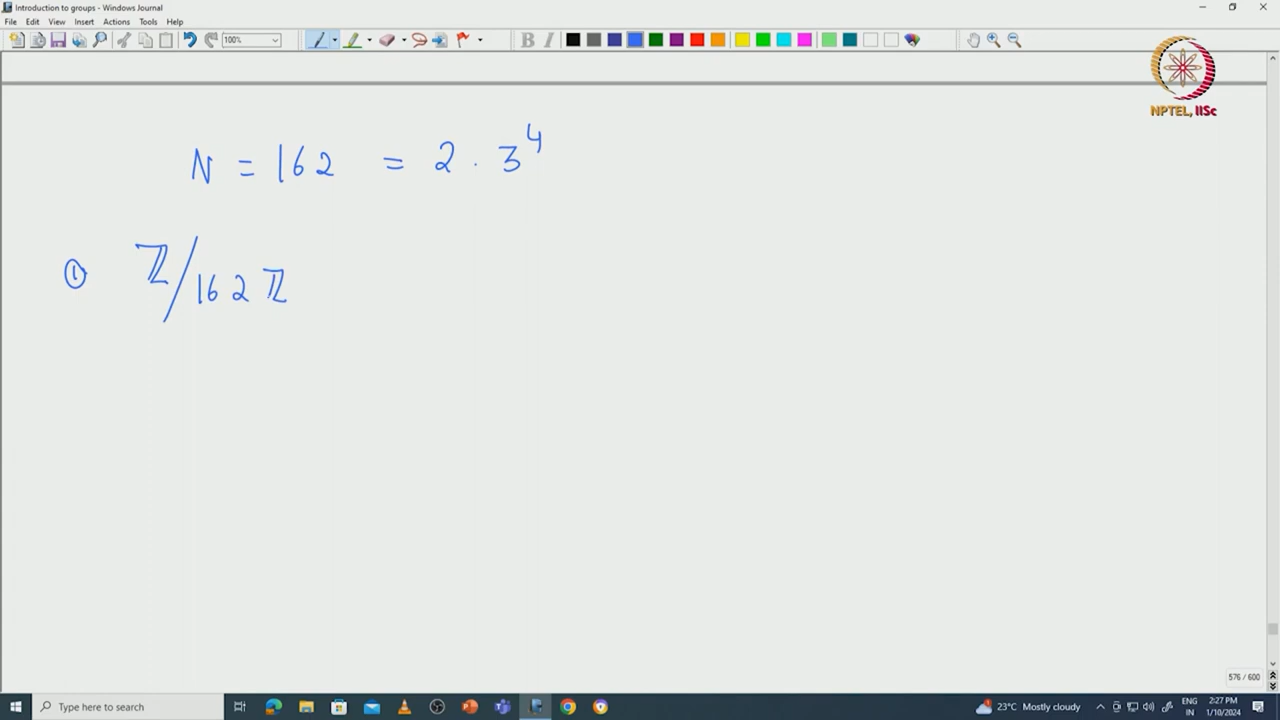 Introduction to groups - Windows Journal
File Edit View Insert Actions Tools Help
100%
B I
NPTEL, IISc
N = 162 = 2 · 3⁴
① ℤ/162ℤ
576 / 600
Type here to search
23°C Mostly cloudy
ENG
IN
2:27 PM
1/10/2024